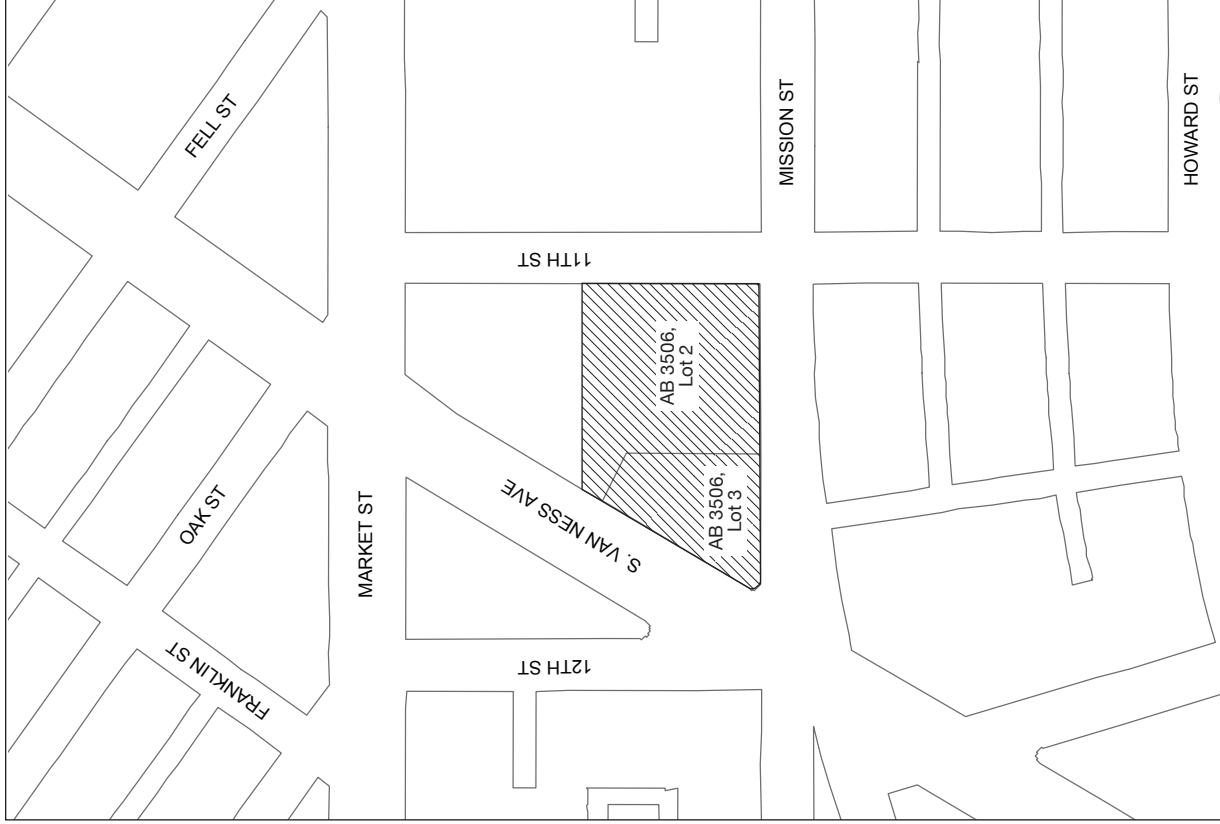 FELL ST
MISSION ST
HOWARD ST
11TH ST
AB 3506,
Lot 2
AB 3506,
Lot 3
S. VAN NESS AVE
OAK ST
MARKET ST
FRANKLIN ST
12TH ST